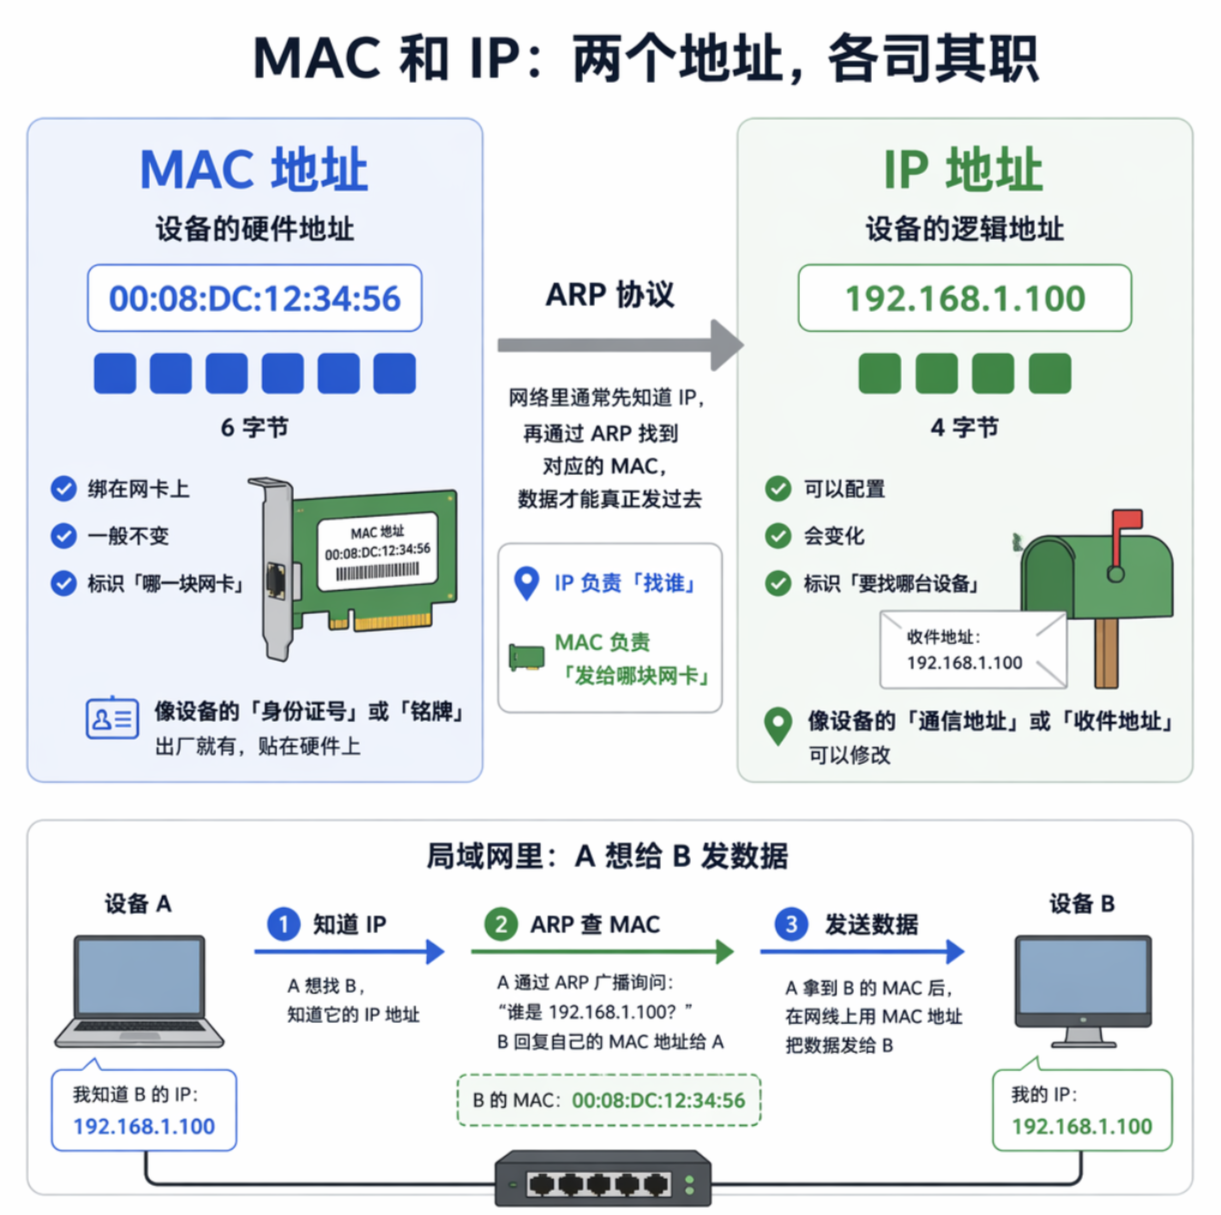 MAC 和 IP：两个地址，各司其职
MAC 地址
设备的硬件地址
00:08:DC:12:34:56
6 字节
绑在网卡上
一般不变
标识「哪一块网卡」
MAC 地址
00:08:DC:12:34:56
像设备的「身份证号」或「铭牌」
出厂就有，贴在硬件上
ARP 协议
网络里通常先知道 IP，
再通过 ARP 找到
对应的 MAC，
数据才能真正发过去
IP 负责「找谁」
MAC 负责
「发给哪块网卡」
IP 地址
设备的逻辑地址
192.168.1.100
4 字节
可以配置
会变化
标识「要找哪台设备」
收件地址：
192.168.1.100
像设备的「通信地址」或「收件地址」
可以修改
局域网里：A 想给 B 发数据
设备 A
我知道 B 的 IP：
192.168.1.100
1 知道 IP
A 想找 B，
知道它的 IP 地址
2 ARP 查 MAC
A 通过 ARP 广播询问：
“谁是 192.168.1.100？”
B 回复自己的 MAC 地址给 A
B 的 MAC：00:08:DC:12:34:56
3 发送数据
A 拿到 B 的 MAC 后，
在网线上用 MAC 地址
把数据发给 B
设备 B
我的 IP：
192.168.1.100